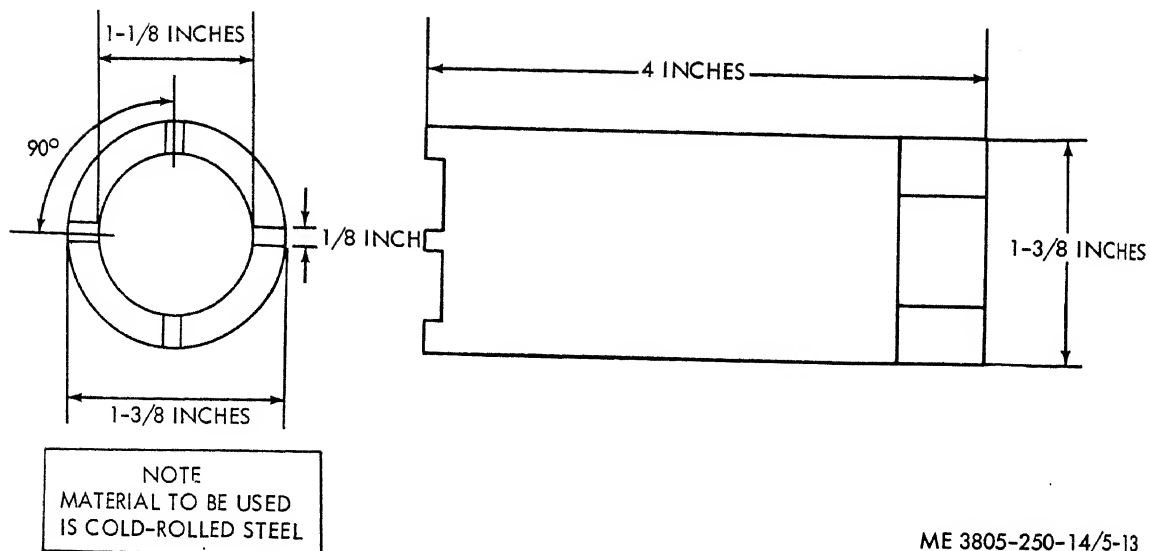 1-1/8 INCHES
4 INCHES
90°
1/8 INCH
1-3/8 INCHES
1-3/8 INCHES
NOTE
MATERIAL TO BE USED
IS COLD-ROLLED STEEL
ME 3805-250-14/5-13